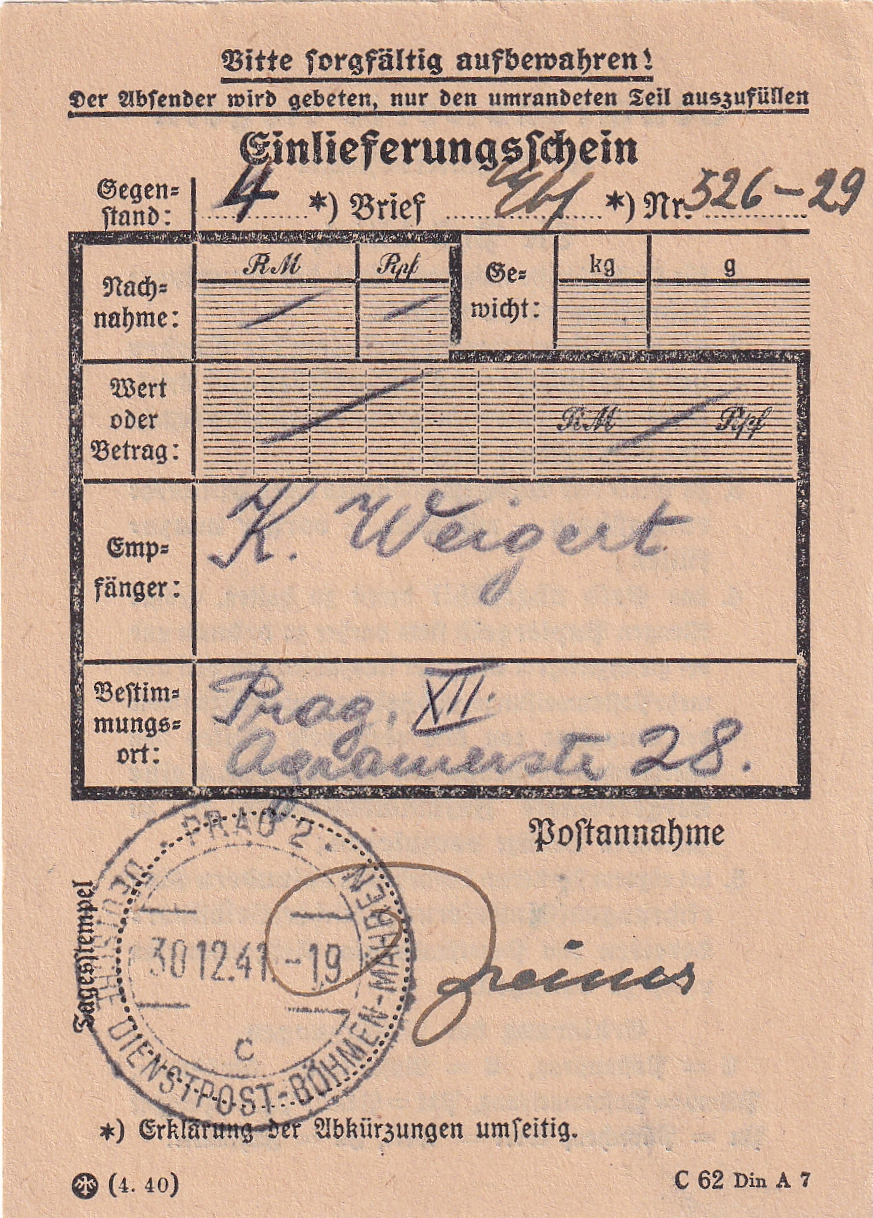 Bitte sorgfältig aufbewahren!
Der Absender wird gebeten, nur den umrandeten Teil auszufüllen
Einlieferungsschein
Gegen-
stand: 4 *) Brief Ebf *) Nr. 526-29
Nach-
nahme: RM Rpf
Ge-
wicht: kg g
Wert
oder
Betrag: RM Rpf
Emp-
fänger: K. Weigert
Bestim-
mungs-
ort: Prag. XII.
Agramerstr 28.
Postannahme
Tagesstempel
PRAG 2
DEUTSCHE DIENSTPOST-BÖHMEN-MÄHREN
30.12.41.-19
c
*) Erklärung der Abkürzungen umseitig.
(4. 40)
C 62 Din A 7